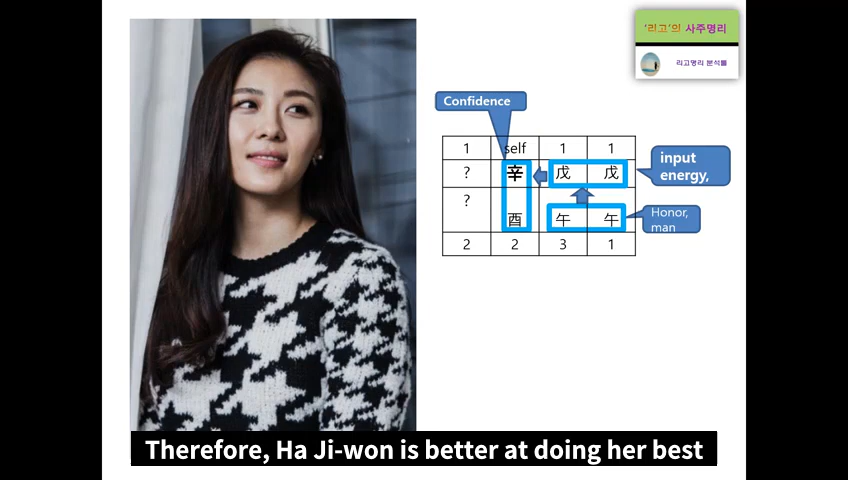 '리고'의 사주명리
리고명리 분석틀
Confidence
1 self 1 1
? 辛 戊 戊
input
energy,
?
酉 午 午
Honor,
man
2 2 3 1
Therefore, Ha Ji-won is better at doing her best